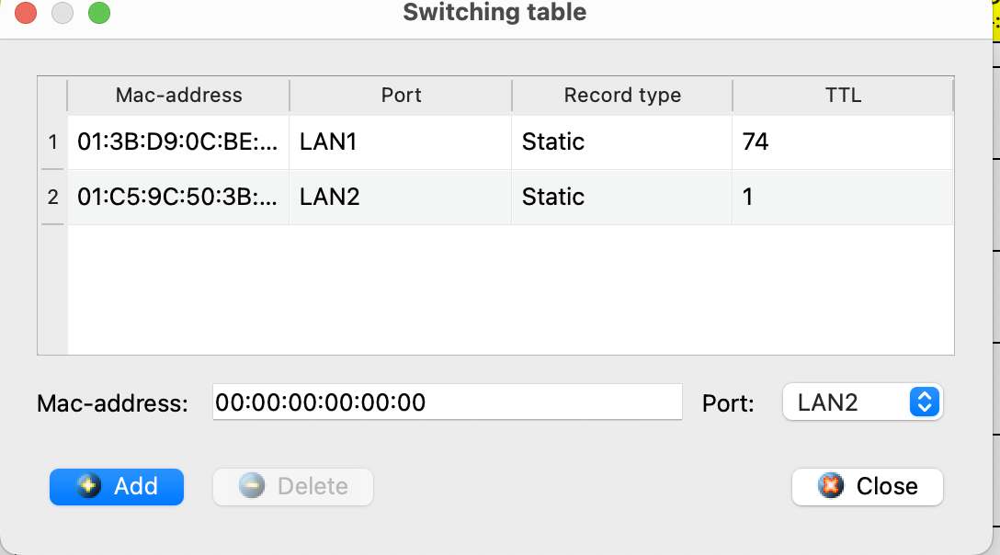 Switching table
Mac-address Port Record type TTL
1 01:3B:D9:0C:BE:... LAN1 Static 74
2 01:C5:9C:50:3B:... LAN2 Static 1
Mac-address: 00:00:00:00:00:00 Port: LAN2
Add Delete Close